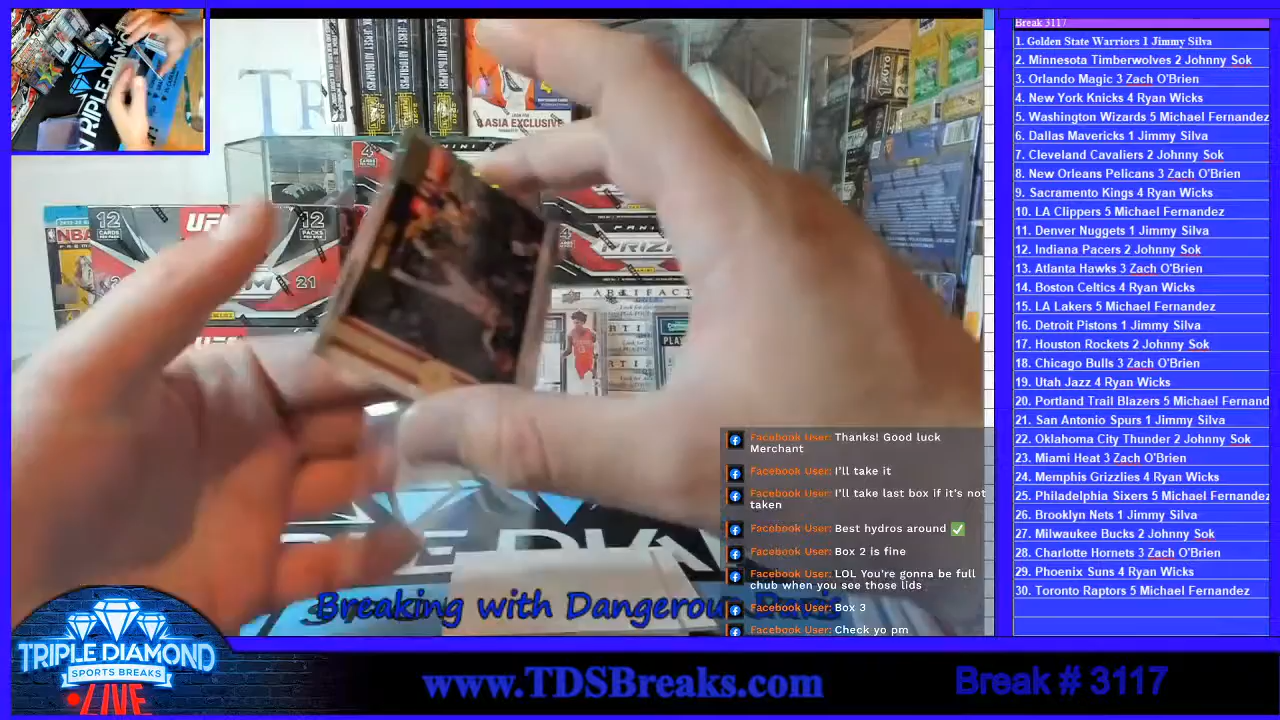 Break 3117
1. Golden State Warriors 1 Jimmy Silva
2. Minnesota Timberwolves 2 Johnny Sok
3. Orlando Magic 3 Zach O'Brien
4. New York Knicks 4 Ryan Wicks
5. Washington Wizards 5 Michael Fernandez
6. Dallas Mavericks 1 Jimmy Silva
7. Cleveland Cavaliers 2 Johnny Sok
8. New Orleans Pelicans 3 Zach O'Brien
9. Sacramento Kings 4 Ryan Wicks
10. LA Clippers 5 Michael Fernandez
11. Denver Nuggets 1 Jimmy Silva
12. Indiana Pacers 2 Johnny Sok
13. Atlanta Hawks 3 Zach O'Brien
14. Boston Celtics 4 Ryan Wicks
15. LA Lakers 5 Michael Fernandez
16. Detroit Pistons 1 Jimmy Silva
17. Houston Rockets 2 Johnny Sok
18. Chicago Bulls 3 Zach O'Brien
19. Utah Jazz 4 Ryan Wicks
20. Portland Trail Blazers 5 Michael Fernand
21. San Antonio Spurs 1 Jimmy Silva
22. Oklahoma City Thunder 2 Johnny Sok
23. Miami Heat 3 Zach O'Brien
24. Memphis Grizzlies 4 Ryan Wicks
25. Philadelphia Sixers 5 Michael Fernandez
26. Brooklyn Nets 1 Jimmy Silva
27. Milwaukee Bucks 2 Johnny Sok
28. Charlotte Hornets 3 Zach O'Brien
29. Phoenix Suns 4 Ryan Wicks
30. Toronto Raptors 5 Michael Fernandez
TRIPLE DIAMON
ASIA EXCLUSIVE
UF
12
12
21
NBA
PRIZM
ARTIFACT
Facebook User: Thanks! Good luck
Merchant
Facebook User: I'll take it
Facebook User: I'll take last box if it's not
taken
Facebook User: Best hydros around ✅
Facebook User: Box 2 is fine
Facebook User: LOL You're gonna be full
chub when you see those lids
Facebook User: Box 3
Facebook User: Check yo pm
Breaking with Dangerou
TRIPLE DIAMOND
SPORTS BREAKS
LIVE
www.TDSBreaks.com
Break # 3117